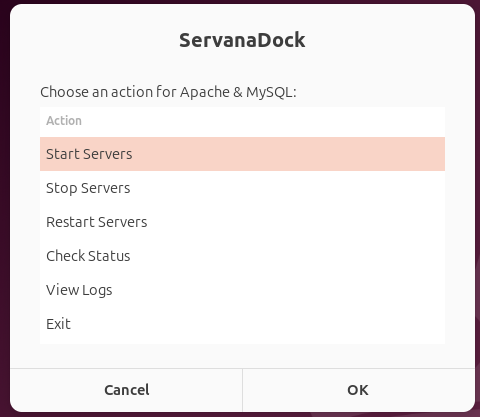 ServanaDock
Choose an action for Apache & MySQL:
Action
Start Servers
Stop Servers
Restart Servers
Check Status
View Logs
Exit
Cancel
OK